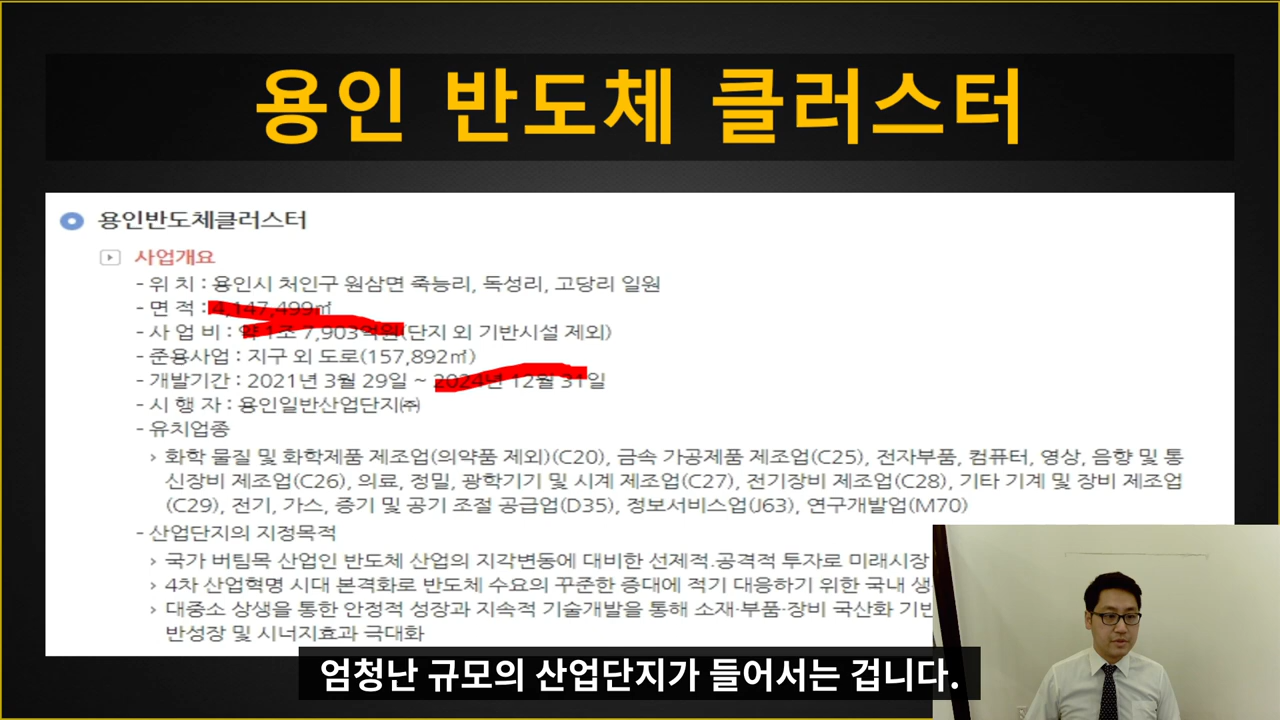 용인 반도체 클러스터
용인반도체클러스터
사업개요
- 위 치 : 용인시 처인구 원삼면 죽능리, 독성리, 고당리 일원
- 면 적 : 4,147,499㎡
- 사 업 비 : 약 1조 7,903억원(단지 외 기반시설 제외)
- 준용사업 : 지구 외 도로(157,892㎡)
- 개발기간 : 2021년 3월 29일 ~ 2024년 12월 31일
- 시 행 자 : 용인일반산업단지㈜
- 유치업종
› 화학 물질 및 화학제품 제조업(의약품 제외)(C20), 금속 가공제품 제조업(C25), 전자부품, 컴퓨터, 영상, 음향 및 통
신장비 제조업(C26), 의료, 정밀, 광학기기 및 시계 제조업(C27), 전기장비 제조업(C28), 기타 기계 및 장비 제조업
(C29), 전기, 가스, 증기 및 공기 조절 공급업(D35), 정보서비스업(J63), 연구개발업(M70)
- 산업단지의 지정목적
› 국가 버팀목 산업인 반도체 산업의 지각변동에 대비한 선제적.공격적 투자로 미래시장
› 4차 산업혁명 시대 본격화로 반도체 수요의 꾸준한 증대에 적기 대응하기 위한 국내 생
› 대중소 상생을 통한 안정적 성장과 지속적 기술개발을 통해 소재·부품·장비 국산화 기반
반성장 및 시너지효과 극대화
엄청난 규모의 산업단지가 들어서는 겁니다.